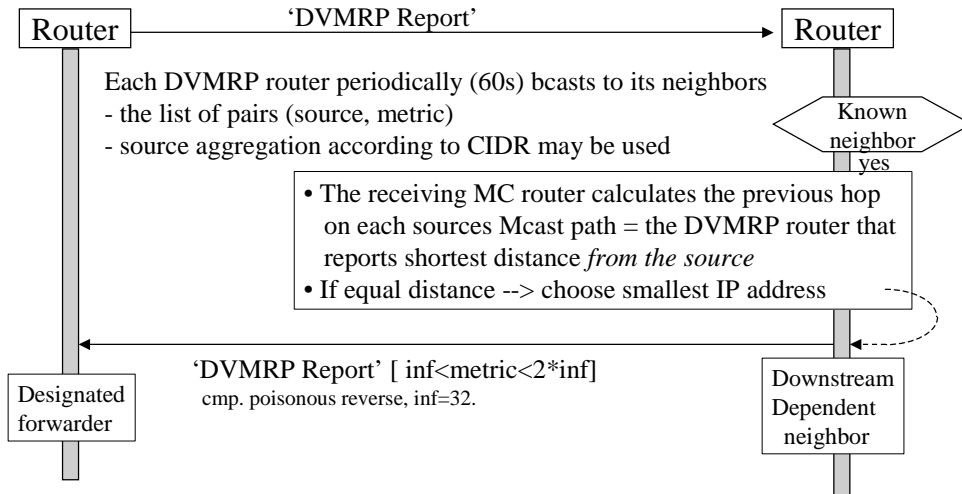 ‘DVMRP Report’
Router
Router
Each DVMRP router periodically (60s) bcasts to its neighbors
- the list of pairs (source, metric)
- source aggregation according to CIDR may be used
Known
neighbor
yes
• The receiving MC router calculates the previous hop
on each sources Mcast path = the DVMRP router that
reports shortest distance from the source
• If equal distance --> choose smallest IP address
‘DVMRP Report’ [ inf<metric<2*inf]
cmp. poisonous reverse, inf=32.
Designated
forwarder
Downstream
Dependent
neighbor